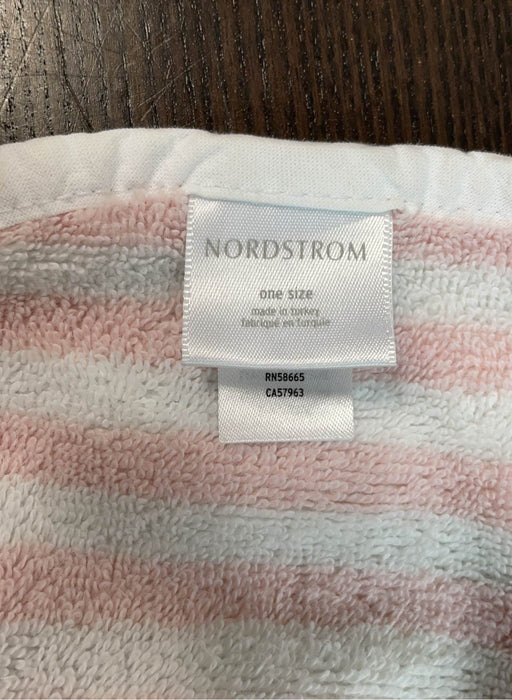 NORDSTROM
one size
made in turkey
fabriqué en Turquie
RN58665
CA57963